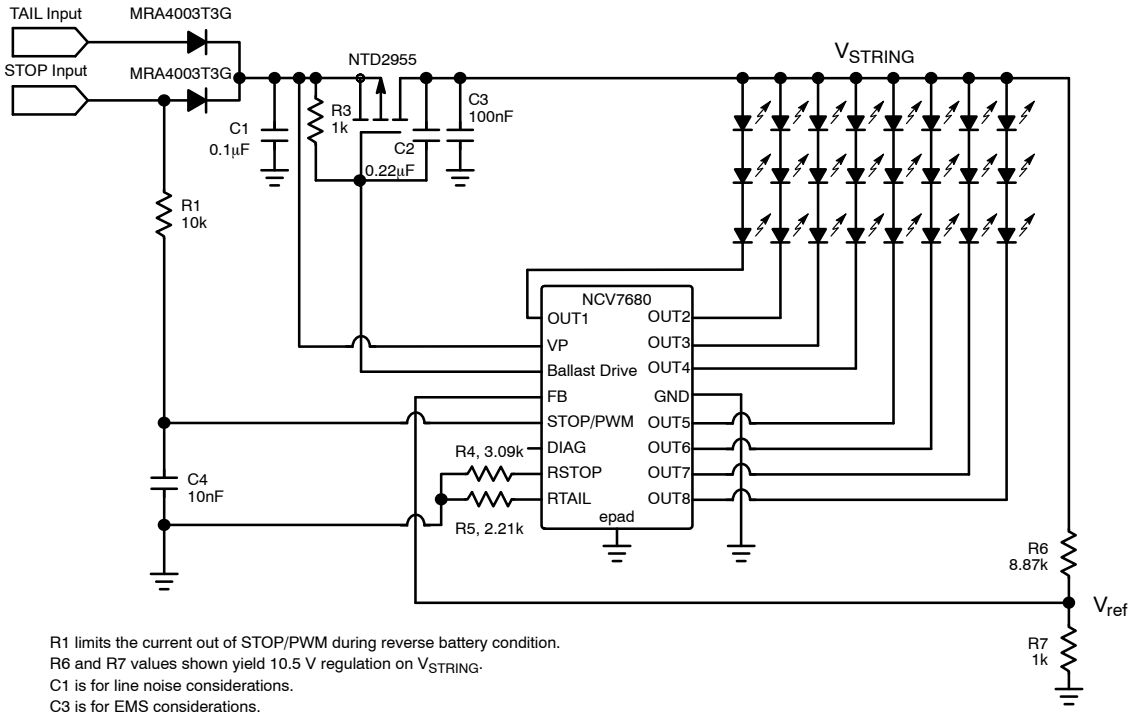 TAIL Input
MRA4003T3G
STOP Input
MRA4003T3G
NTD2955
VSTRING
R3
1k
C1
0.1μF
C2
0.22μF
C3
100nF
R1
10k
NCV7680
OUT1
VP
Ballast Drive
FB
STOP/PWM
DIAG
RSTOP
RTAIL
epad
OUT2
OUT3
OUT4
GND
OUT5
OUT6
OUT7
OUT8
R4, 3.09k
R5, 2.21k
C4
10nF
R6
8.87k
Vref
R7
1k
R1 limits the current out of STOP/PWM during reverse battery condition.
R6 and R7 values shown yield 10.5 V regulation on VSTRING.
C1 is for line noise considerations.
C3 is for EMS considerations.